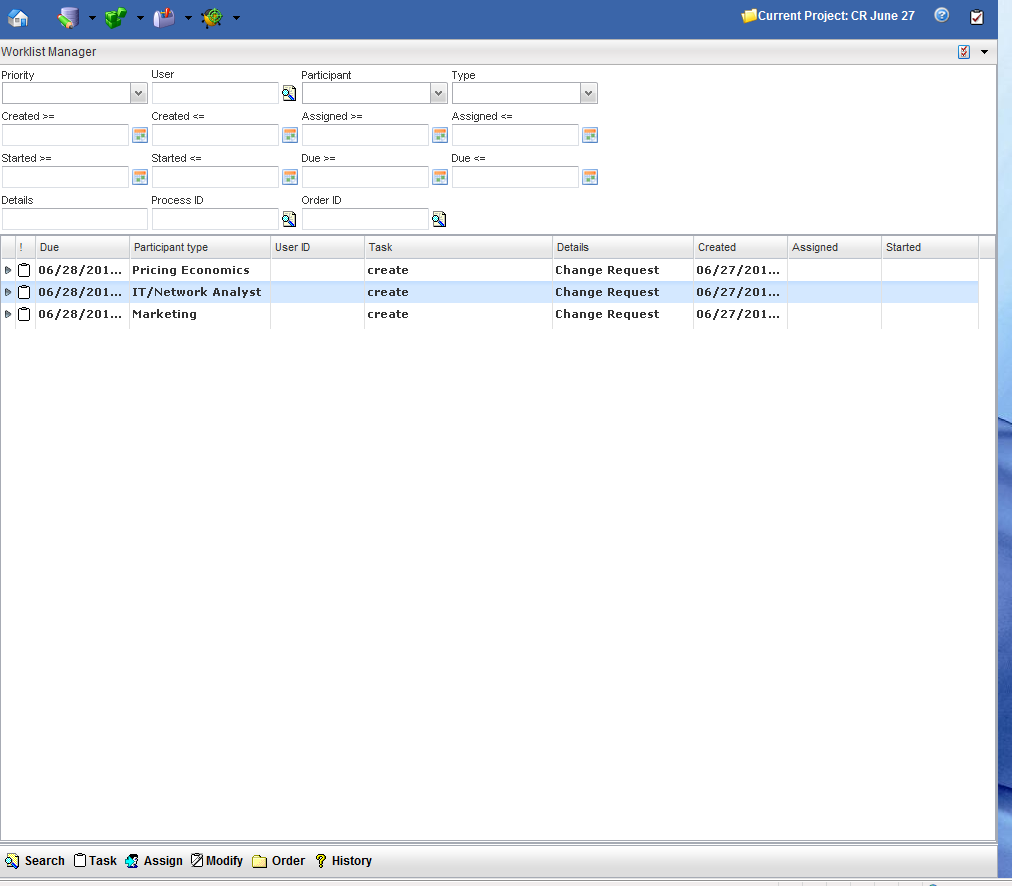 Current Project: CR June 27
Worklist Manager
Priority User Participant Type
Created >= Created <= Assigned >= Assigned <=
Started >= Started <= Due >= Due <=
Details Process ID Order ID
! Due Participant type User ID Task Details Created Assigned Started
06/28/201... Pricing Economics create Change Request 06/27/201...
06/28/201... IT/Network Analyst create Change Request 06/27/201...
06/28/201... Marketing create Change Request 06/27/201...
Search Task Assign Modify Order History